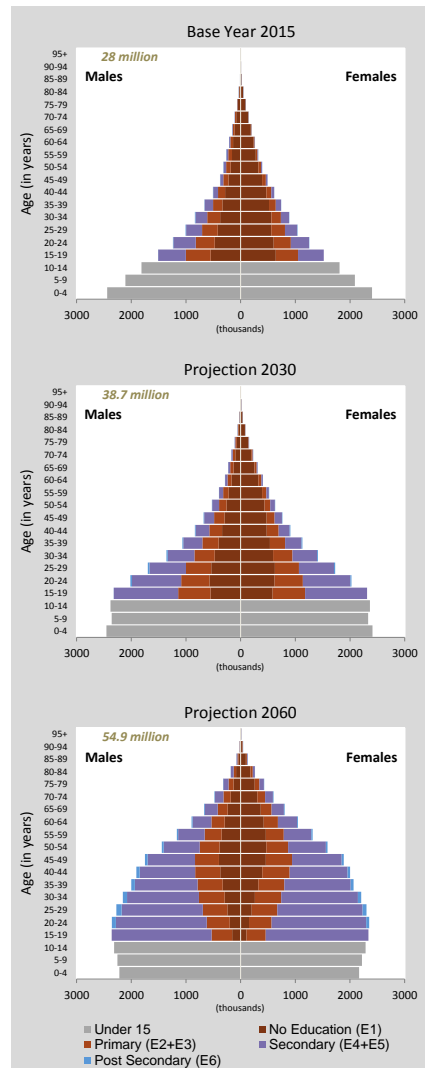 Base Year 2015
28 million
Males
Females
Age (in years)
95+
90-94
85-89
80-84
75-79
70-74
65-69
60-64
55-59
50-54
45-49
40-44
35-39
30-34
25-29
20-24
15-19
10-14
5-9
0-4
3000 2000 1000 0 1000 2000 3000
(thousands)
Projection 2030
38.7 million
Males
Females
Age (in years)
95+
90-94
85-89
80-84
75-79
70-74
65-69
60-64
55-59
50-54
45-49
40-44
35-39
30-34
25-29
20-24
15-19
10-14
5-9
0-4
3000 2000 1000 0 1000 2000 3000
(thousands)
Projection 2060
54.9 million
Males
Females
Age (in years)
95+
90-94
85-89
80-84
75-79
70-74
65-69
60-64
55-59
50-54
45-49
40-44
35-39
30-34
25-29
20-24
15-19
10-14
5-9
0-4
3000 2000 1000 0 1000 2000 3000
(thousands)
Under 15 No Education (E1)
Primary (E2+E3) Secondary (E4+E5)
Post Secondary (E6)